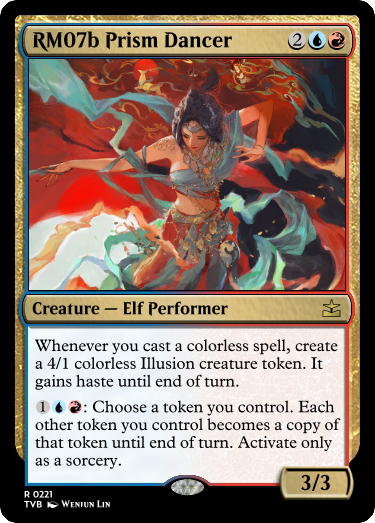 RM07b Prism Dancer 2
Creature — Elf Performer
Whenever you cast a colorless spell, create
a 4/1 colorless Illusion creature token. It
gains haste until end of turn.
1: Choose a token you control. Each
other token you control becomes a copy of
that token until end of turn. Activate only
as a sorcery.
3/3
R 0221
TVB Wenjun Lin